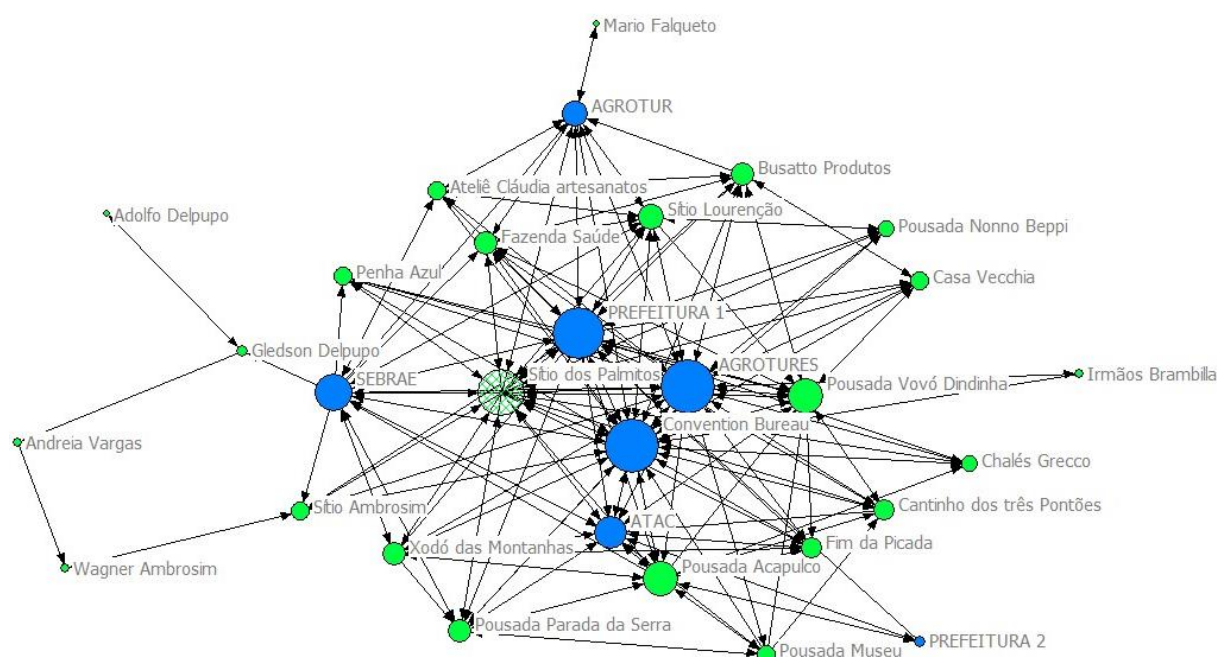 Mario Falqueto
AGROTUR
Busatto Produtos
Ateliê Cláudia artesanatos
Adolfo Delpupo
Sítio Lourenção
Pousada Nonno Beppi
Fazenda Saúde
Penha Azul
Casa Vecchia
PREFEITURA 1
Gledson Delpupo
SEBRAE
Sítio dos Palmitos
AGROTURES
Pousada Vovó Dindinha
Irmãos Brambilla
Convention Bureau
Andreia Vargas
Chalés Grecco
Sítio Ambrosim
Cantinho dos três Pontões
ATAC
Xodó das Montanhas
Fim da Picada
Wagner Ambrosim
Pousada Acapulco
Pousada Parada da Serra
PREFEITURA 2
Pousada Museu